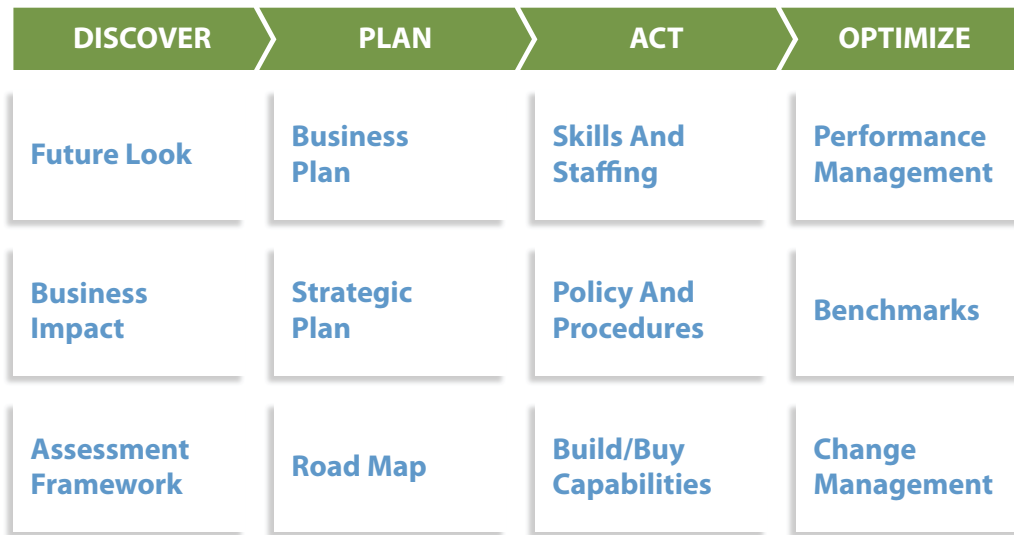 DISCOVER
PLAN
ACT
OPTIMIZE
Future Look
Business
Plan
Skills And
Staffing
Performance
Management
Business
Impact
Strategic
Plan
Policy And
Procedures
Benchmarks
Assessment
Framework
Road Map
Build/Buy
Capabilities
Change
Management